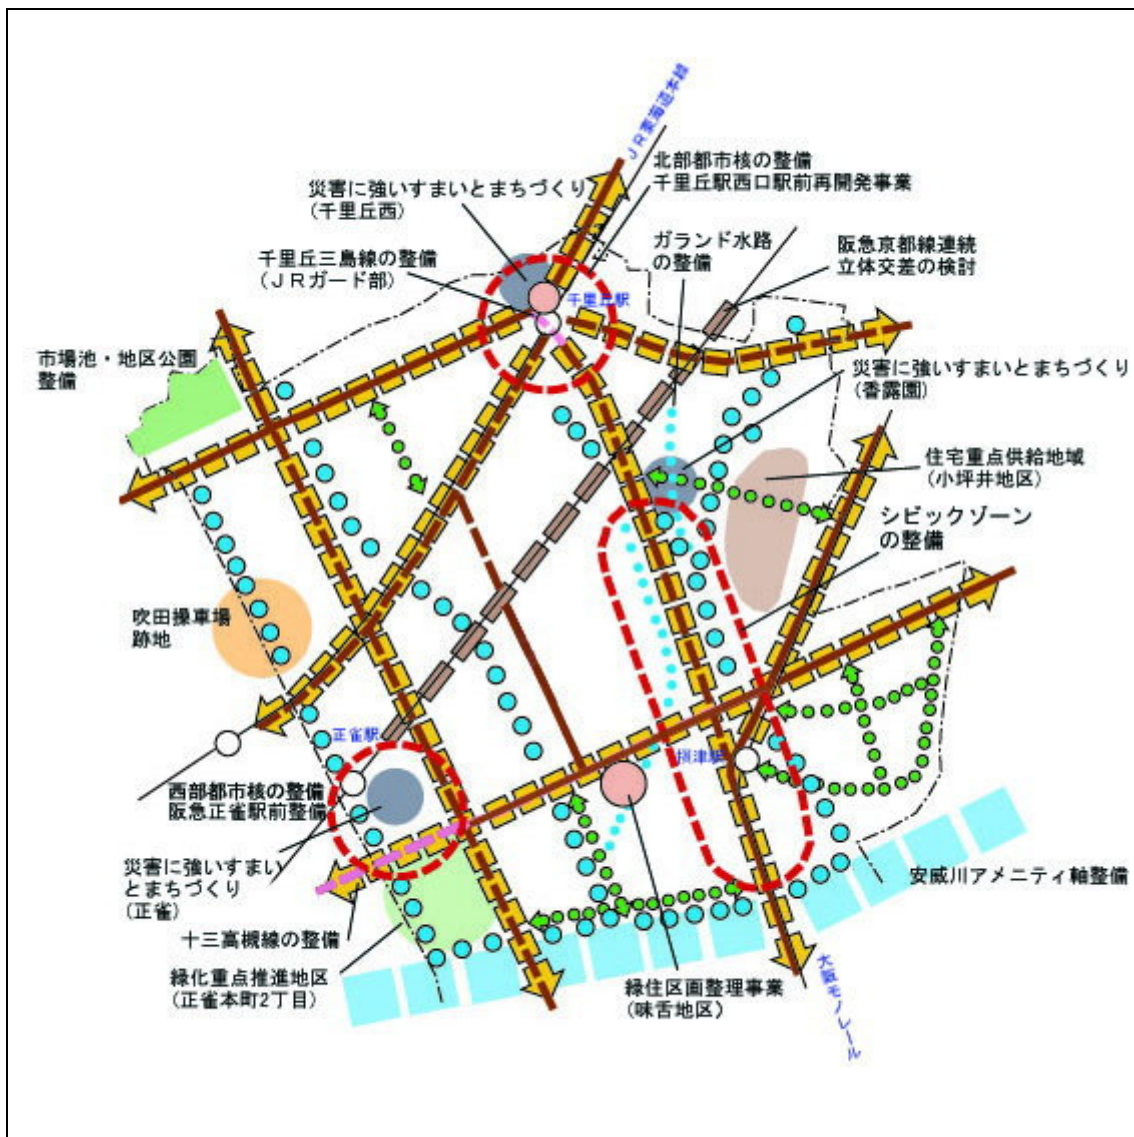 JR東海道本線
北部都市核の整備
千里丘駅西口駅前再開発事業
災害に強いすまいとまちづくり
(千里丘西)
ガランド水路
の整備
阪急京都線連続
立体交差の検討
千里丘三島線の整備
(JRガード部)
千里丘駅
市場池・地区公園
整備
災害に強いすまいとまちづくり
(香露園)
住宅重点供給地域
(小坪井地区)
シビックゾーン
の整備
吹田操車場
跡地
正雀駅
摂津駅
西部都市核の整備
阪急正雀駅前整備
災害に強いすまい
とまちづくり
(正雀)
安威川アメニティ軸整備
十三高槻線の整備
緑化重点推進地区
(正雀本町2丁目)
緑住区画整理事業
(味舌地区)
大阪モノレール